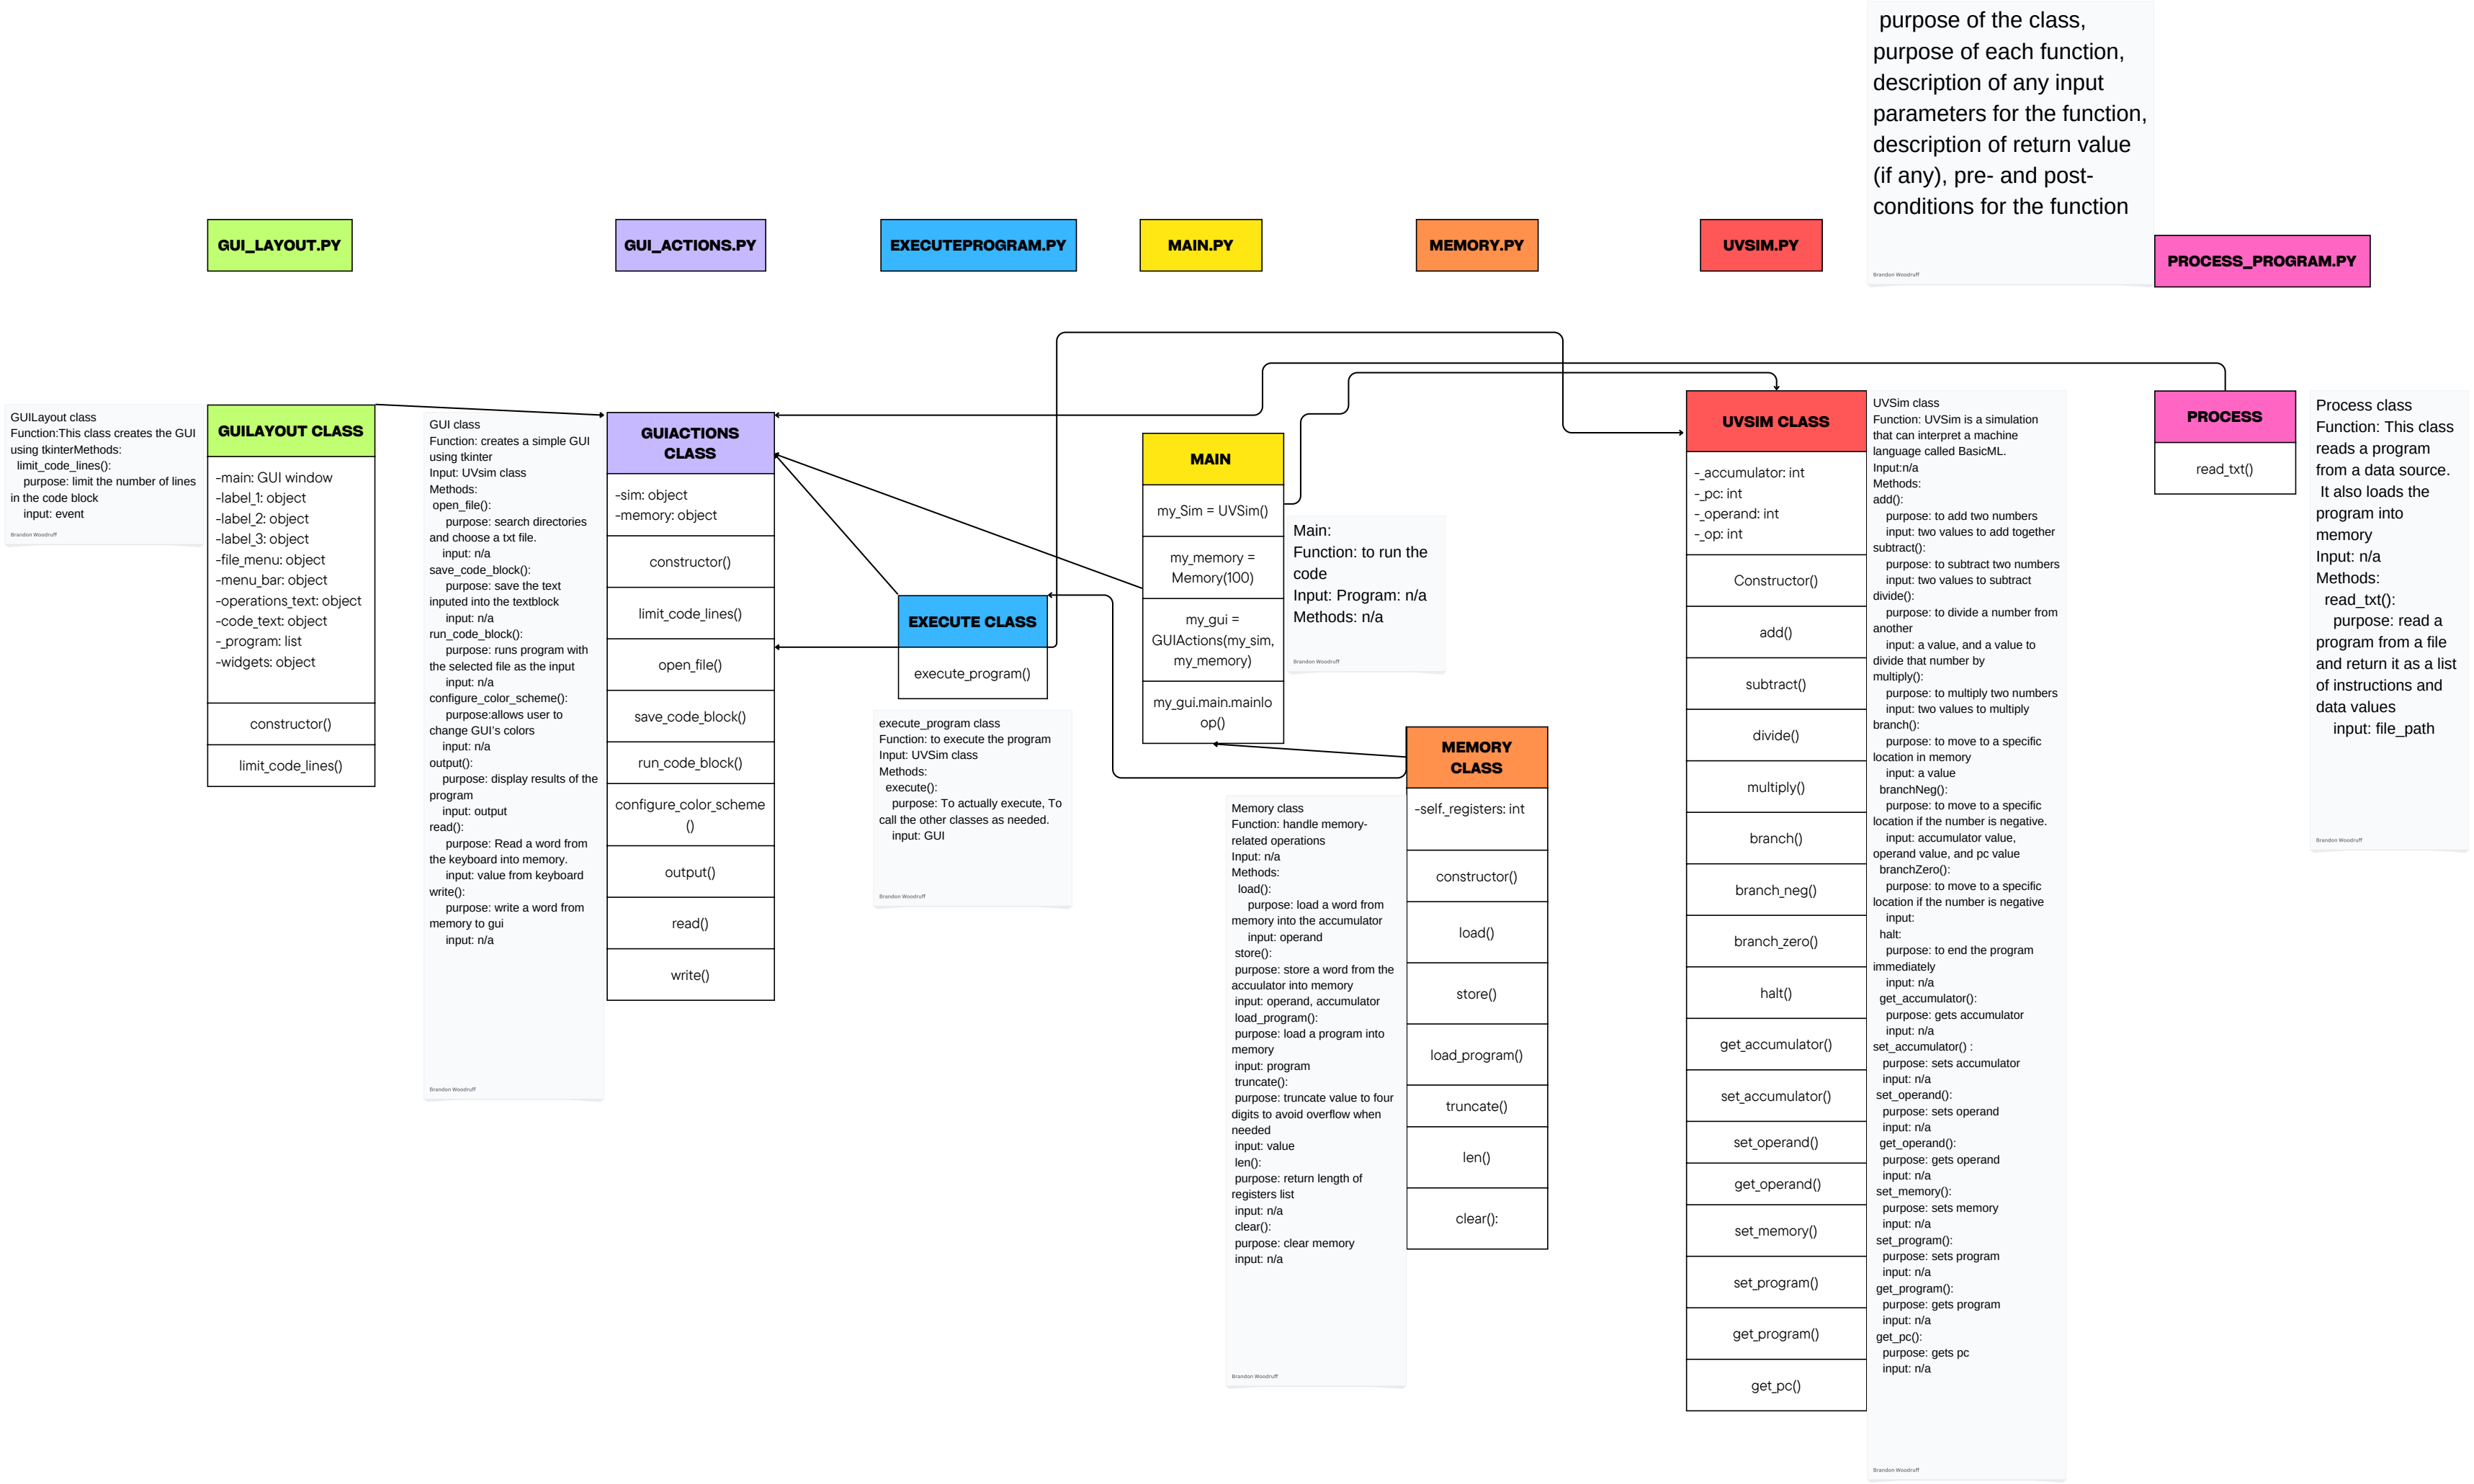 purpose of the class,
purpose of each function,
description of any input
parameters for the function,
description of return value
(if any), pre- and post-
conditions for the function
Brandon Woodruff
GUI_LAYOUT.PY
GUI_ACTIONS.PY
EXECUTEPROGRAM.PY
MAIN.PY
MEMORY.PY
UVSIM.PY
PROCESS_PROGRAM.PY
GUILayout class
Function:This class creates the GUI
using tkinterMethods:
limit_code_lines():
purpose: limit the number of lines
in the code block
input: event
Brandon Woodruff
GUILAYOUT CLASS
-main: GUI window
-label_1: object
-label_2: object
-label_3: object
-file_menu: object
-menu_bar: object
-operations_text: object
-code_text: object
-_program: list
-widgets: object
constructor()
limit_code_lines()
GUI class
Function: creates a simple GUI
using tkinter
Input: UVsim class
Methods:
open_file():
purpose: search directories
and choose a txt file.
input: n/a
save_code_block():
purpose: save the text
inputed into the textblock
input: n/a
run_code_block():
purpose: runs program with
the selected file as the input
input: n/a
configure_color_scheme():
purpose:allows user to
change GUI's colors
input: n/a
output():
purpose: display results of the
program
input: output
read():
purpose: Read a word from
the keyboard into memory.
input: value from keyboard
write():
purpose: write a word from
memory to gui
input: n/a
Brandon Woodruff
GUIACTIONS
CLASS
-sim: object
-memory: object
constructor()
limit_code_lines()
open_file()
save_code_block()
run_code_block()
configure_color_scheme
()
output()
read()
write()
EXECUTE CLASS
execute_program()
execute_program class
Function: to execute the program
Input: UVSim class
Methods:
execute():
purpose: To actually execute, To
call the other classes as needed.
input: GUI
Brandon Woodruff
MAIN
my_Sim = UVSim()
my_memory =
Memory(100)
my_gui =
GUIActions(my_sim,
my_memory)
my_gui.main.mainlo
op()
Main:
Function: to run the
code
Input: Program: n/a
Methods: n/a
Brandon Woodruff
Memory class
Function: handle memory-
related operations
Input: n/a
Methods:
load():
purpose: load a word from
memory into the accumulator
input: operand
store():
purpose: store a word from the
accuulator into memory
input: operand, accumulator
load_program():
purpose: load a program into
memory
input: program
truncate():
purpose: truncate value to four
digits to avoid overflow when
needed
input: value
len():
purpose: return length of
registers list
input: n/a
clear():
purpose: clear memory
input: n/a
Brandon Woodruff
MEMORY
CLASS
-self._registers: int
constructor()
load()
store()
load_program()
truncate()
len()
clear():
UVSIM CLASS
-_accumulator: int
-_pc: int
-_operand: int
-_op: int
Constructor()
add()
subtract()
divide()
multiply()
branch()
branch_neg()
branch_zero()
halt()
get_accumulator()
set_accumulator()
set_operand()
get_operand()
set_memory()
set_program()
get_program()
get_pc()
UVSim class
Function: UVSim is a simulation
that can interpret a machine
language called BasicML.
Input:n/a
Methods:
add():
purpose: to add two numbers
input: two values to add together
subtract():
purpose: to subtract two numbers
input: two values to subtract
divide():
purpose: to divide a number from
another
input: a value, and a value to
divide that number by
multiply():
purpose: to multiply two numbers
input: two values to multiply
branch():
purpose: to move to a specific
location in memory
input: a value
branchNeg():
purpose: to move to a specific
location if the number is negative.
input: accumulator value,
operand value, and pc value
branchZero():
purpose: to move to a specific
location if the number is negative
input:
halt:
purpose: to end the program
immediately
input: n/a
get_accumulator():
purpose: gets accumulator
input: n/a
set_accumulator() :
purpose: sets accumulator
input: n/a
set_operand():
purpose: sets operand
input: n/a
get_operand():
purpose: gets operand
input: n/a
set_memory():
purpose: sets memory
input: n/a
set_program():
purpose: sets program
input: n/a
get_program():
purpose: gets program
input: n/a
get_pc():
purpose: gets pc
input: n/a
Brandon Woodruff
PROCESS
read_txt()
Process class
Function: This class
reads a program
from a data source.
It also loads the
program into
memory
Input: n/a
Methods:
read_txt():
purpose: read a
program from a file
and return it as a list
of instructions and
data values
input: file_path
Brandon Woodruff